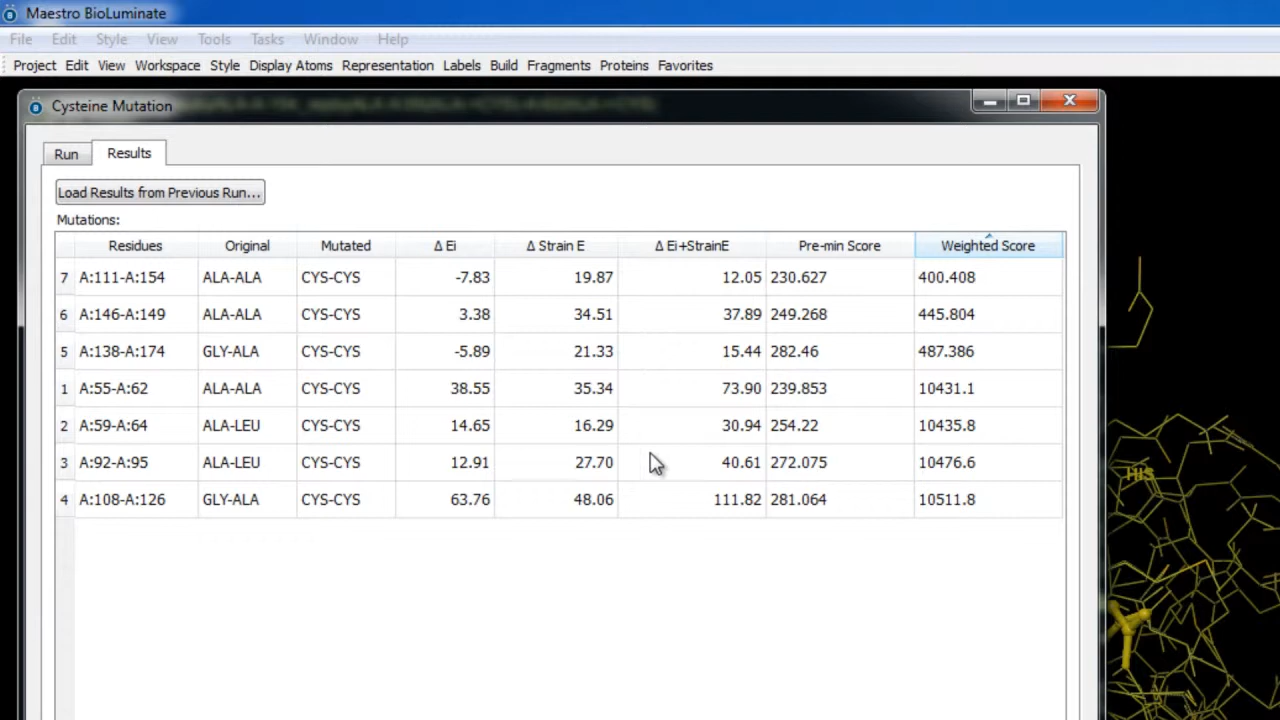 Maestro BioLuminate
File Edit Style View Tools Tasks Window Help
Project Edit View Workspace Style Display Atoms Representation Labels Build Fragments Proteins Favorites
Cysteine Mutation
Run Results
Load Results from Previous Run...
Mutations:
Residues Original Mutated Δ Ei Δ Strain E Δ Ei+StrainE Pre-min Score Weighted Score
7 A:111-A:154 ALA-ALA CYS-CYS -7.83 19.87 12.05 230.627 400.408
6 A:146-A:149 ALA-ALA CYS-CYS 3.38 34.51 37.89 249.268 445.804
5 A:138-A:174 GLY-ALA CYS-CYS -5.89 21.33 15.44 282.46 487.386
1 A:55-A:62 ALA-ALA CYS-CYS 38.55 35.34 73.90 239.853 10431.1
2 A:59-A:64 ALA-LEU CYS-CYS 14.65 16.29 30.94 254.22 10435.8
3 A:92-A:95 ALA-LEU CYS-CYS 12.91 27.70 40.61 272.075 10476.6
4 A:108-A:126 GLY-ALA CYS-CYS 63.76 48.06 111.82 281.064 10511.8
HIS